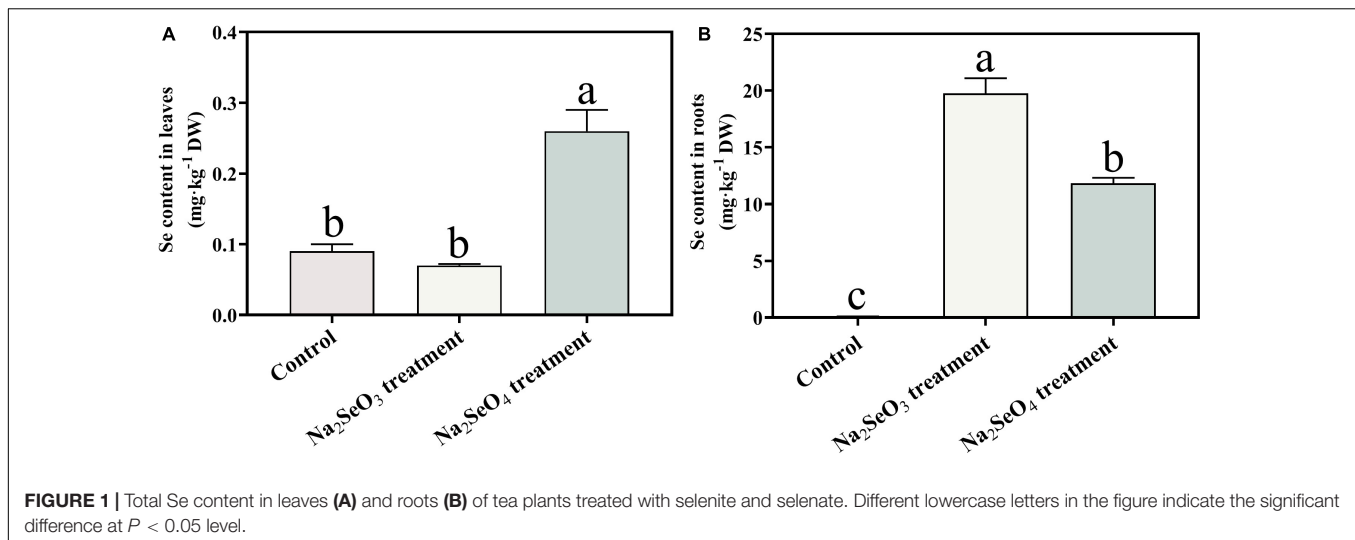 A
Se content in leaves
(mg·kg⁻¹ DW)
0.4
0.3
0.2
0.1
0.0
b
b
a
Control
Na₂SeO₃ treatment
Na₂SeO₄ treatment
B
Se content in roots
(mg·kg⁻¹ DW)
25
20
15
10
5
0
c
a
b
Control
Na₂SeO₃ treatment
Na₂SeO₄ treatment
FIGURE 1 | Total Se content in leaves (A) and roots (B) of tea plants treated with selenite and selenate. Different lowercase letters in the figure indicate the significant
difference at P < 0.05 level.